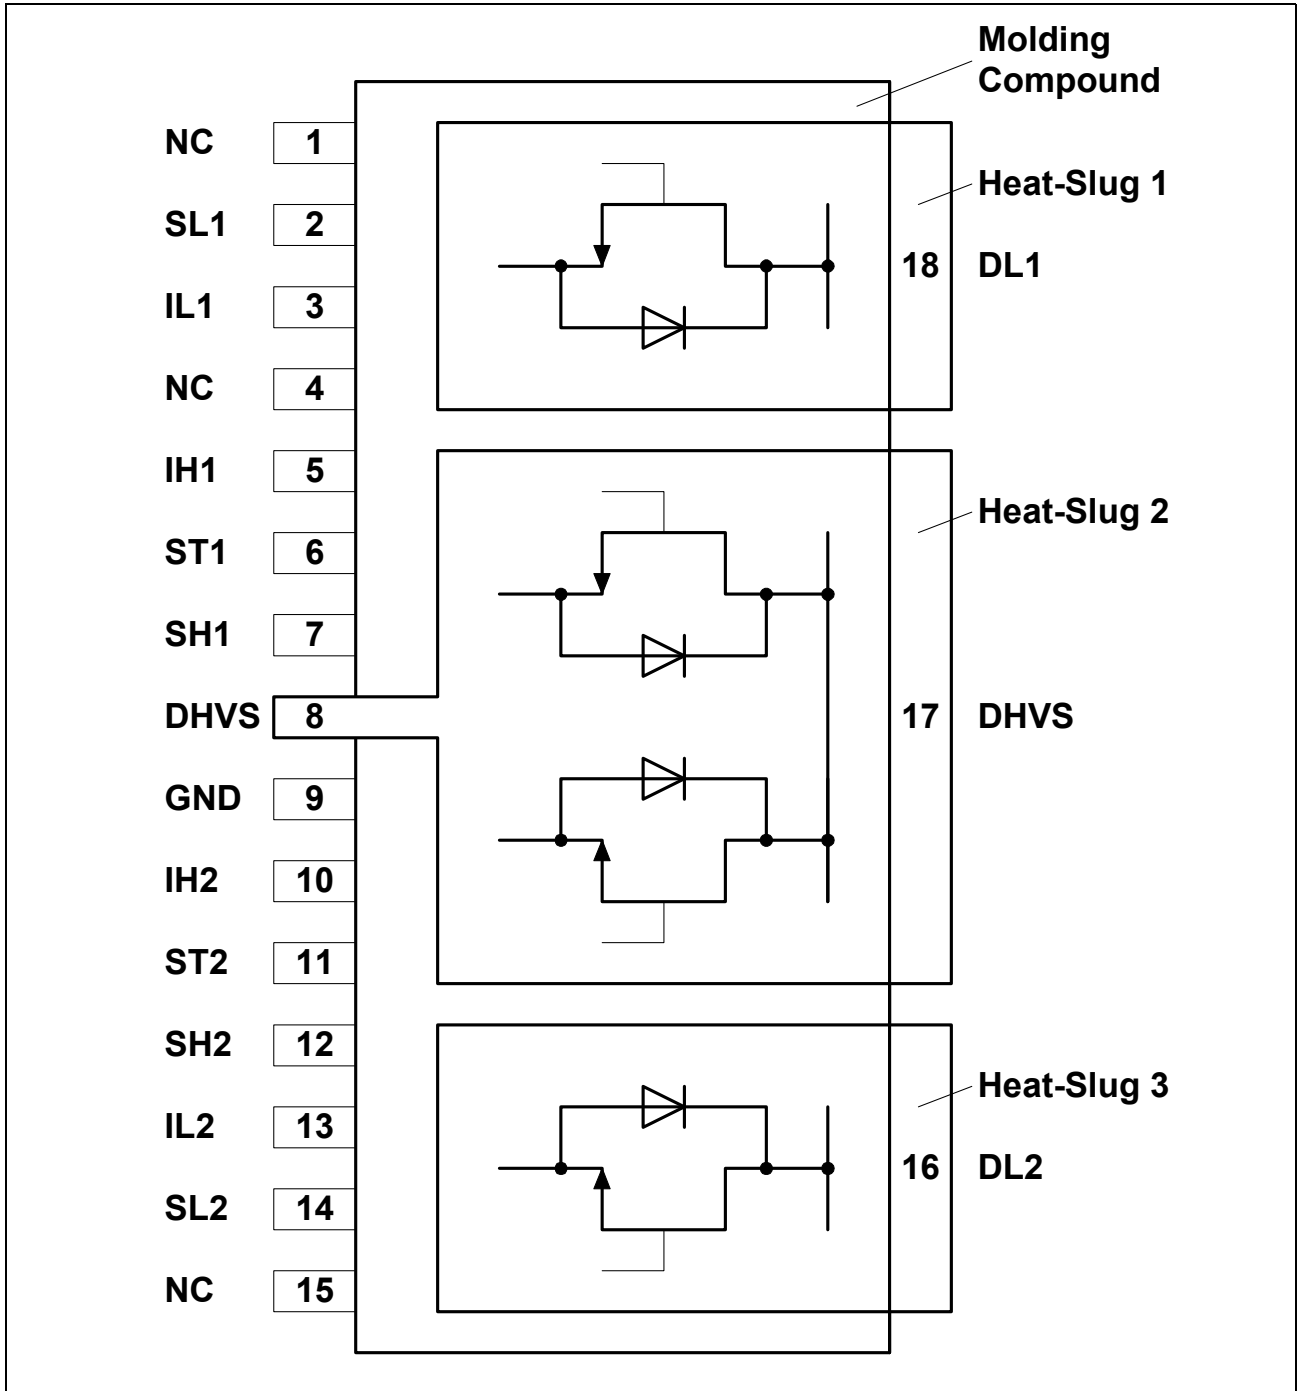 Molding
Compound
NC 1
Heat-Slug 1
SL1 2
18 DL1
IL1 3
NC 4
IH1 5
Heat-Slug 2
ST1 6
SH1 7
DHVS 8 17 DHVS
GND 9
IH2 10
ST2 11
SH2 12
Heat-Slug 3
IL2 13
16 DL2
SL2 14
NC 15